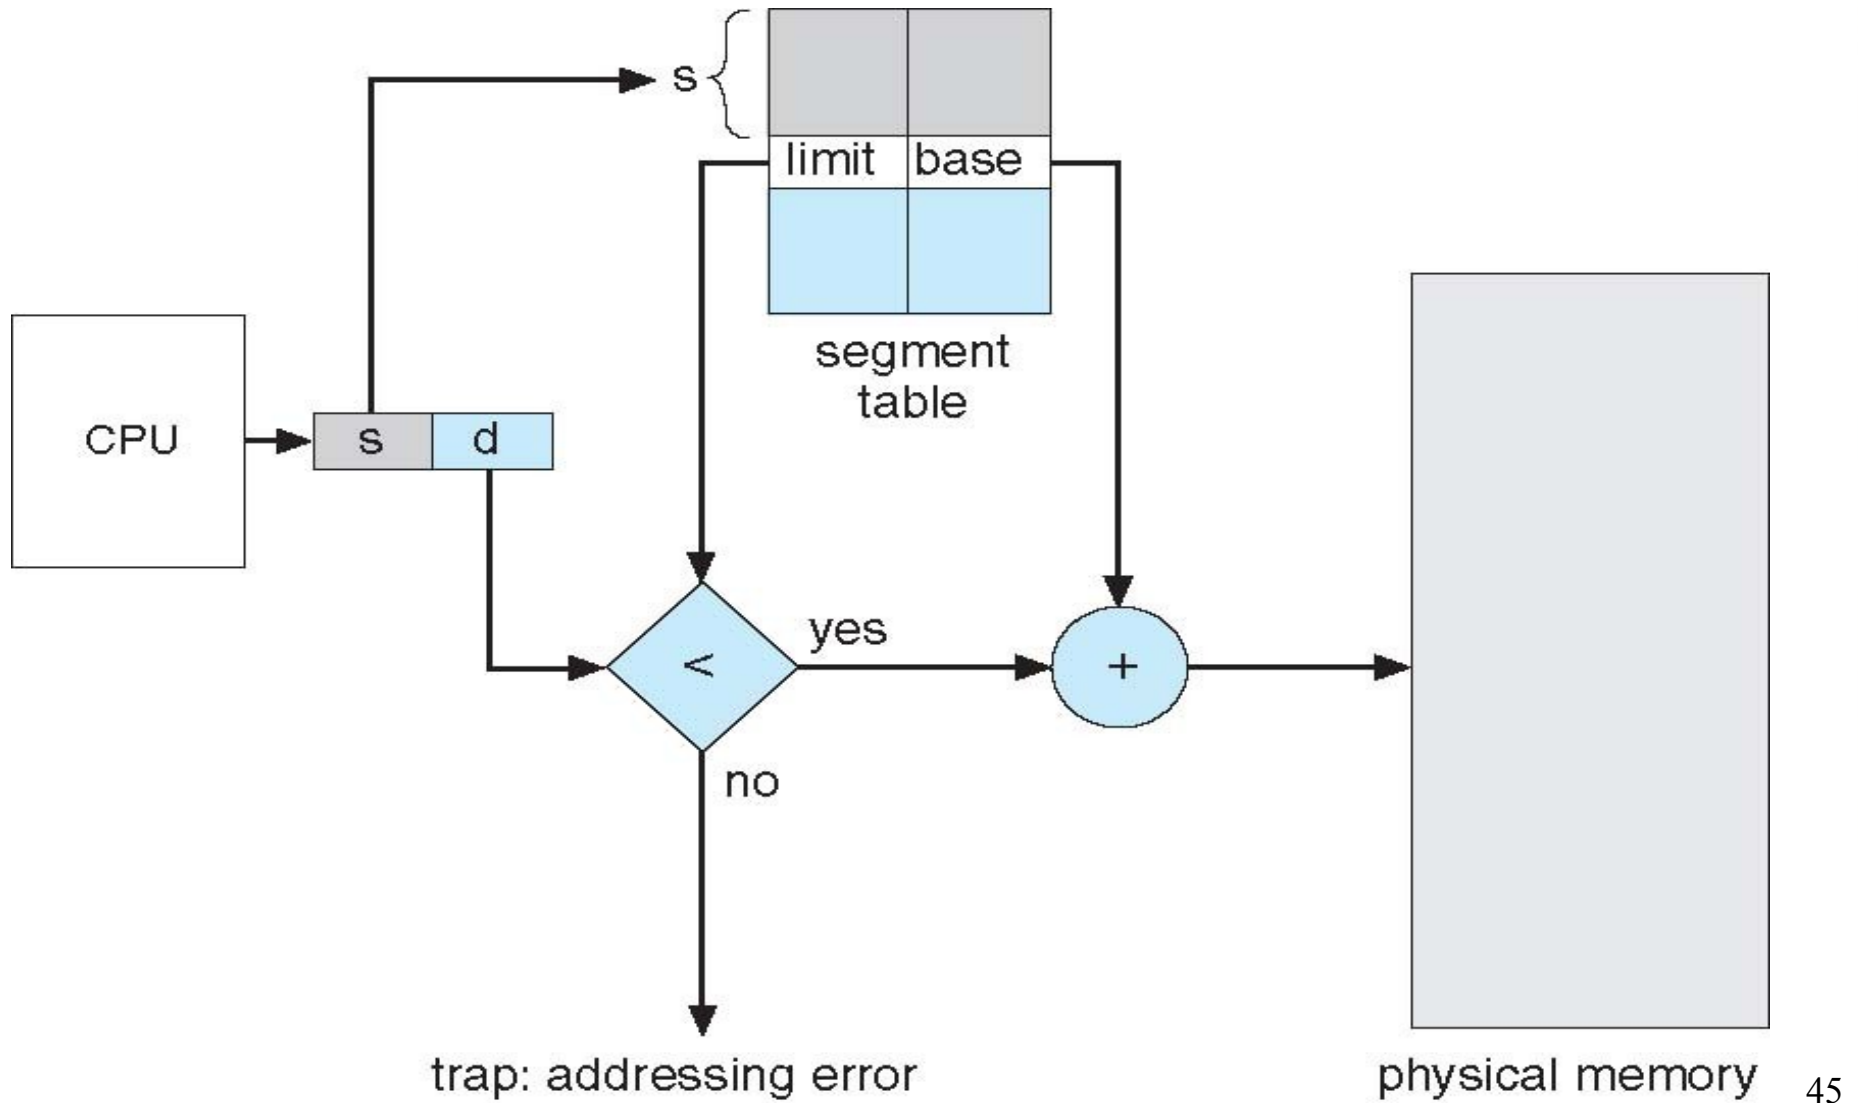 s
limit base
segment
table
CPU
s d
yes
<
+
no
trap: addressing error
physical memory
45